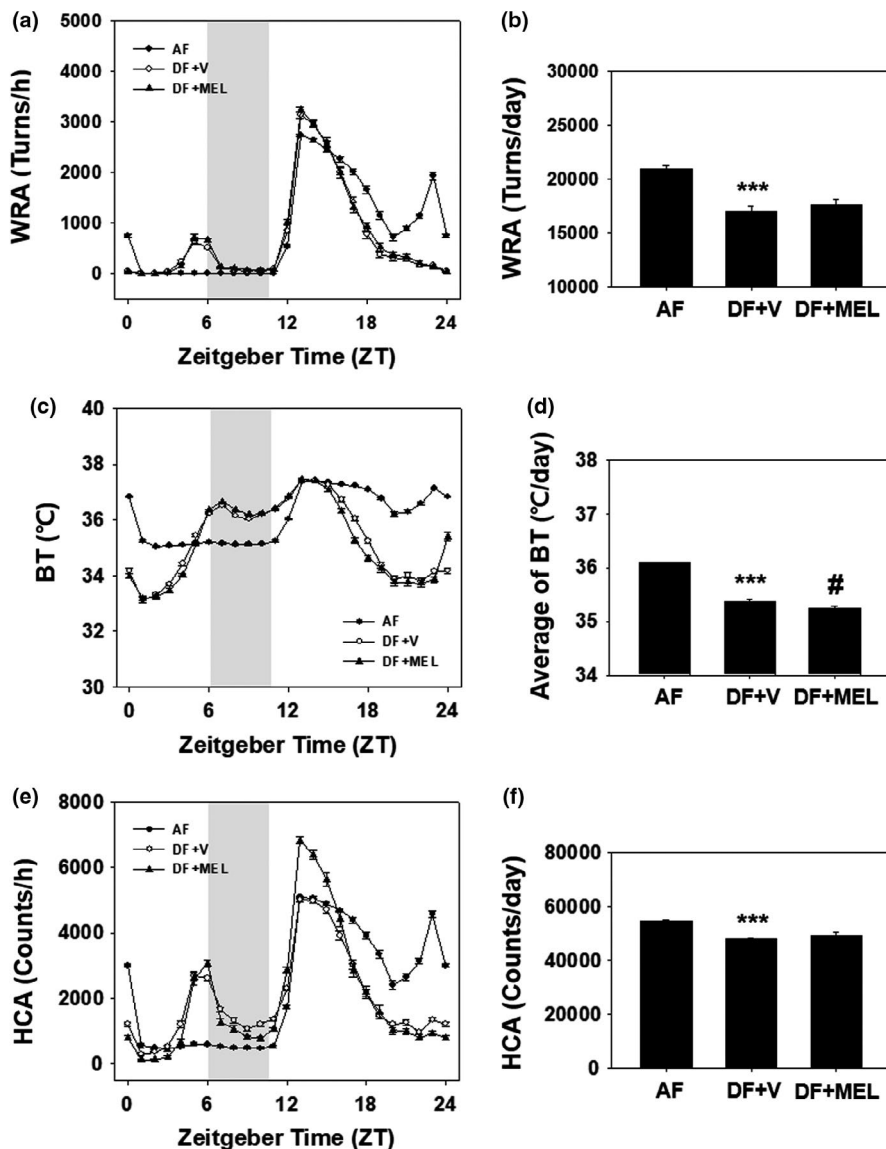 (a)
5000
4000
3000
2000
1000
0
WRA (Turns/h)
AF
DF+V
DF+MEL
0 6 12 18 24
Zeitgeber Time (ZT)
(b)
30000
25000
20000
15000
10000
WRA (Turns/day)
***
AF DF+V DF+MEL
(c)
40
38
36
34
32
30
BT (℃)
AF
DF+V
DF+MEL
0 6 12 18 24
Zeitgeber Time (ZT)
(d)
38
37
36
35
34
Average of BT (℃/day)
***
#
AF DF+V DF+MEL
(e)
8000
6000
4000
2000
0
HCA (Counts/h)
AF
DF+V
DF+MEL
0 6 12 18 24
Zeitgeber Time (ZT)
(f)
80000
60000
40000
20000
0
HCA (Counts/day)
***
AF DF+V DF+MEL